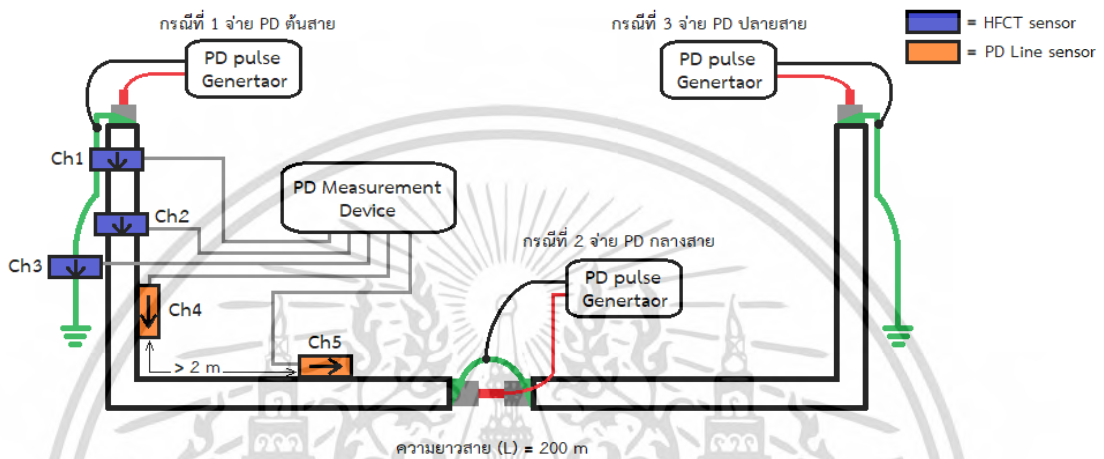 กรณีที่ 1 จ่าย PD ต้นสาย
PD pulse
Genertaor
กรณีที่ 3 จ่าย PD ปลายสาย
PD pulse
Genertaor
= HFCT sensor
= PD Line sensor
Ch1
Ch2
Ch3
PD Measurement
Device
Ch4
Ch5
> 2 m
กรณีที่ 2 จ่าย PD กลางสาย
PD pulse
Genertaor
ความยาวสาย (L) = 200 m